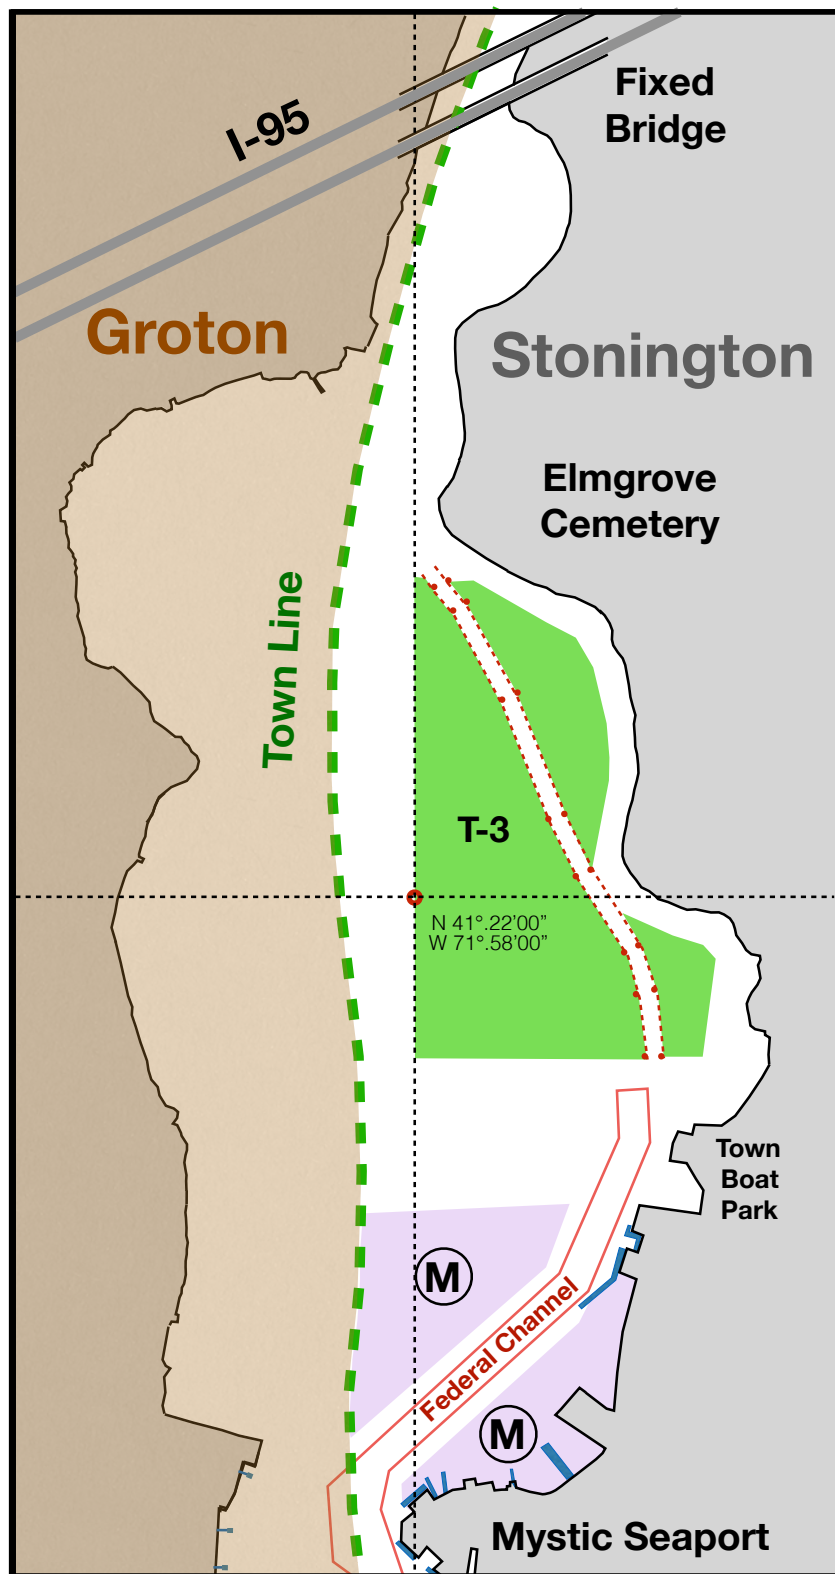 Fixed
Bridge
I-95
Groton
Stonington
Elmgrove
Cemetery
Town Line
T-3
N 41°.22'00”
W 71°.58'00”
Town
Boat
Park
M
Federal Channel
M
Mystic Seaport